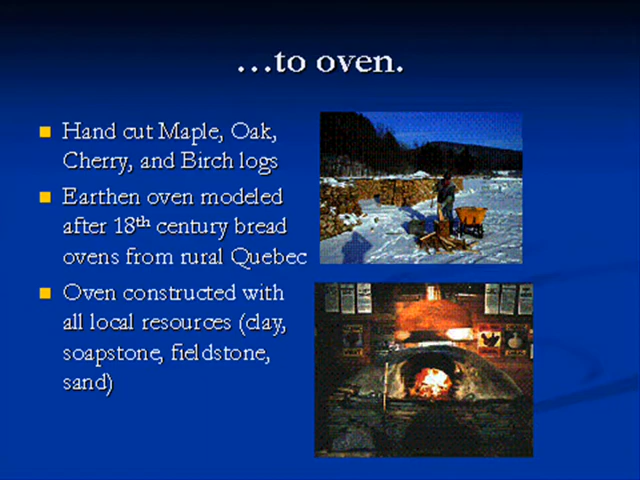 …to oven.
Hand cut Maple, Oak,
Cherry, and Birch logs
Earthen oven modeled
after 18th century bread
ovens from rural Quebec
Oven constructed with
all local resources (clay,
soapstone, fieldstone,
sand)